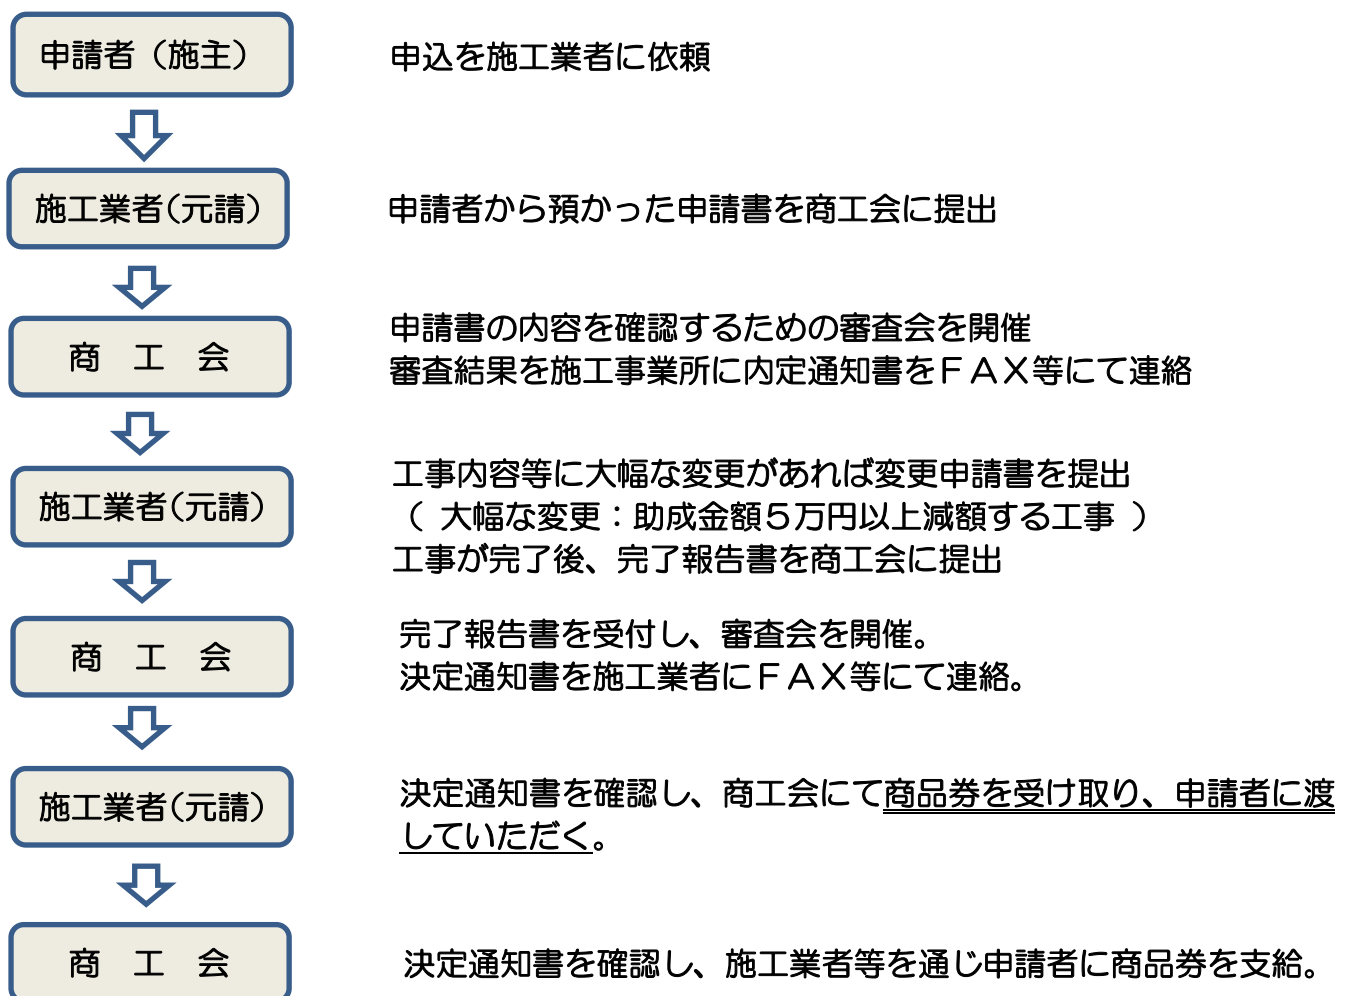 申請者（施主）
申込を施工業者に依頼
施工業者(元請)
申請者から預かった申請書を商工会に提出
商　工　会
申請書の内容を確認するための審査会を開催
審査結果を施工事業所に内定通知書をＦＡＸ等にて連絡
施工業者(元請)
工事内容等に大幅な変更があれば変更申請書を提出
（ 大幅な変更：助成金額５万円以上減額する工事 ）
工事が完了後、完了報告書を商工会に提出
商　工　会
完了報告書を受付し、審査会を開催。
決定通知書を施工業者にＦＡＸ等にて連絡。
施工業者(元請)
決定通知書を確認し、商工会にて商品券を受け取り、申請者に渡
していただく。
商　工　会
決定通知書を確認し、施工業者等を通じ申請者に商品券を支給。